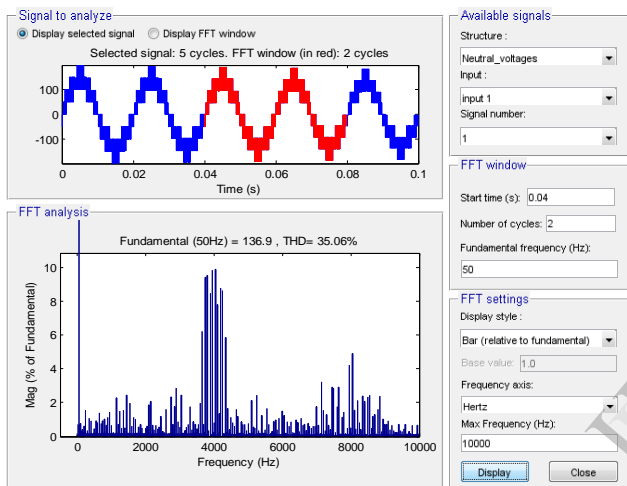 Signal to analyze
Display selected signal Display FFT window
Selected signal: 5 cycles. FFT window (in red): 2 cycles
100
0
-100
0 0.02 0.04 0.06 0.08 0.1
Time (s)
FFT analysis
Fundamental (50Hz) = 136.9 , THD= 35.06%
10
8
6
4
2
0
Mag (% of Fundamental)
0 2000 4000 6000 8000 10000
Frequency (Hz)
Available signals
Structure :
Neutral_voltages
Input :
input 1
Signal number:
1
FFT window
Start time (s): 0.04
Number of cycles: 2
Fundamental frequency (Hz):
50
FFT settings
Display style :
Bar (relative to fundamental)
Base value: 1.0
Frequency axis:
Hertz
Max Frequency (Hz):
10000
Display Close